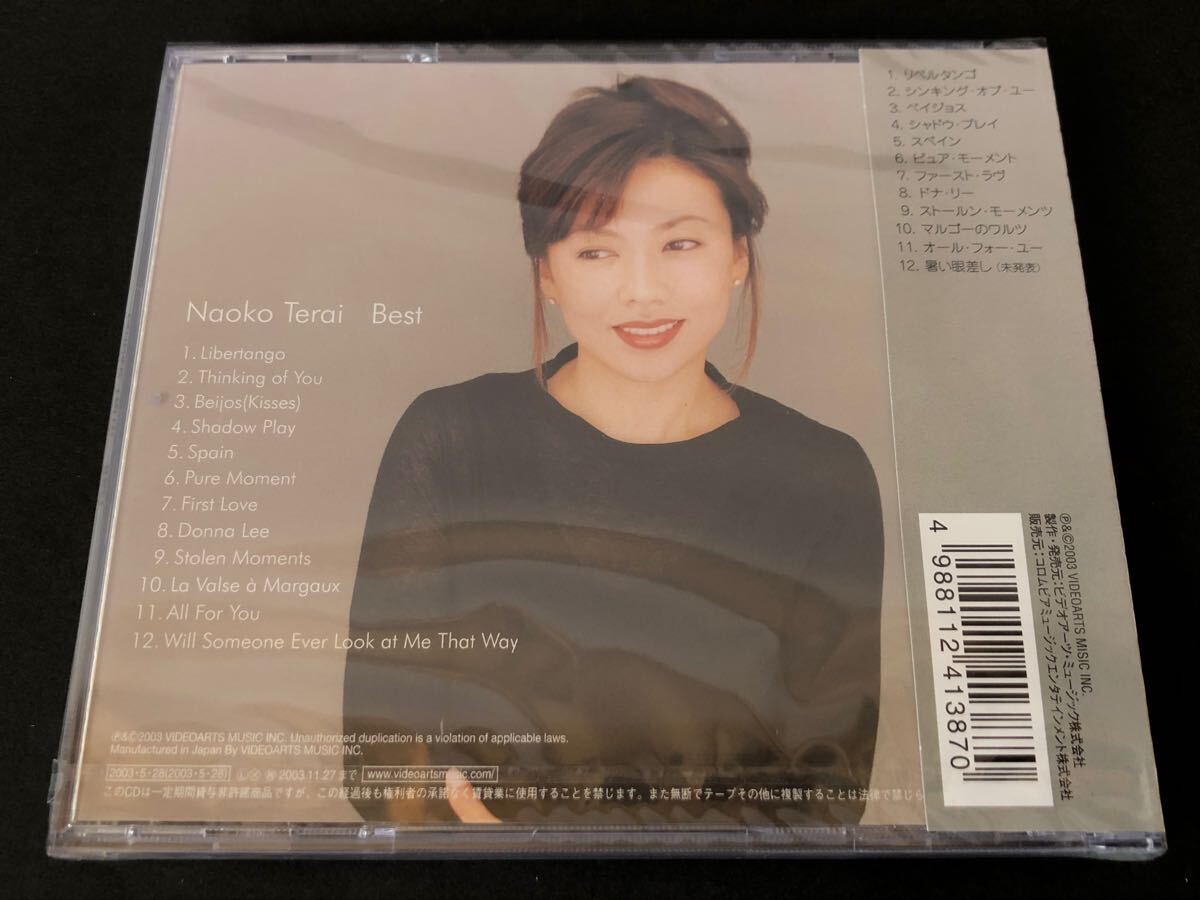 Naoko Terai Best
1. Libertango
2. Thinking of You
3. Beijos(Kisses)
4. Shadow Play
5. Spain
6. Pure Moment
7. First Love
8. Donna Lee
9. Stolen Moments
10. La Valse à Margaux
11. All For You
12. Will Someone Ever Look at Me That Way
℗&©2003 VIDEOARTS MUSIC INC. Unauthorized duplication is a violation of applicable laws.
Manufactured in Japan By VIDEOARTS MUSIC INC.
2003・5・28(2003・5・28) Ⓛ 2003.11.27まで www.videoartsmusic.com/
このCDは一定期間貸与非許諾商品ですが、この経過後も権利者の承諾なく賃貸業に使用することを禁じます。また無断でテープその他に複製することは法律で禁じら
1. リベルタンゴ
2. シンキング・オブ・ユー
3. ベイジョス
4. シャドウ・プレイ
5. スペイン
6. ピュア・モーメント
7. ファースト・ラヴ
8. ドナ・リー
9. ストールン・モーメンツ
10. マルゴーのワルツ
11. オール・フォー・ユー
12. 暑い眼差し（未発表）
℗&©2003 VIDEOARTS MISIC INC.
製作・発売元：ビデオアーツ・ミュージック株式会社
販売元：コロムビアミュージックエンタテインメント株式会社
4 988112 413870